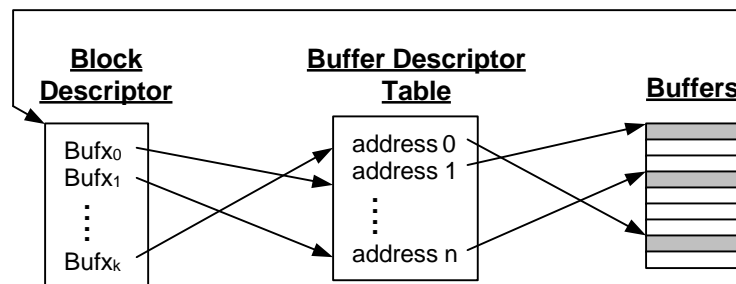 Block
Descriptor
Bufx0
Bufx1
Bufxk
Buffer Descriptor
Table
address 0
address 1
address n
Buffers